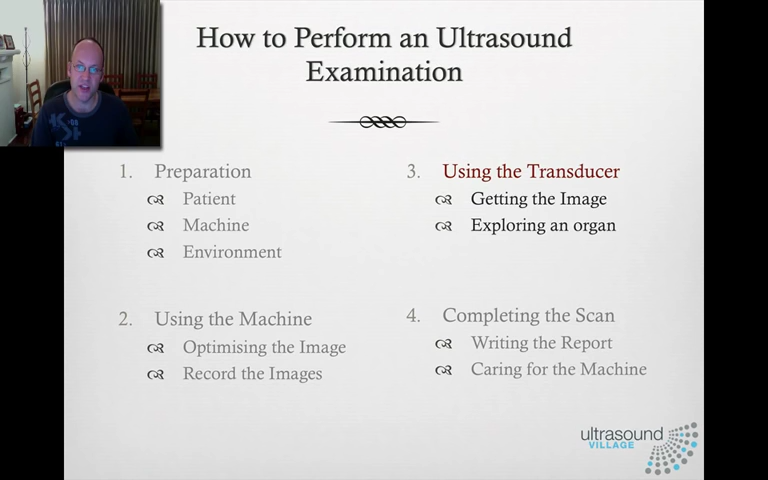 How to Perform an Ultrasound
Examination
1. Preparation
Patient
Machine
Environment
2. Using the Machine
Optimising the Image
Record the Images
3. Using the Transducer
Getting the Image
Exploring an organ
4. Completing the Scan
Writing the Report
Caring for the Machine
ultrasound
VILLAGE